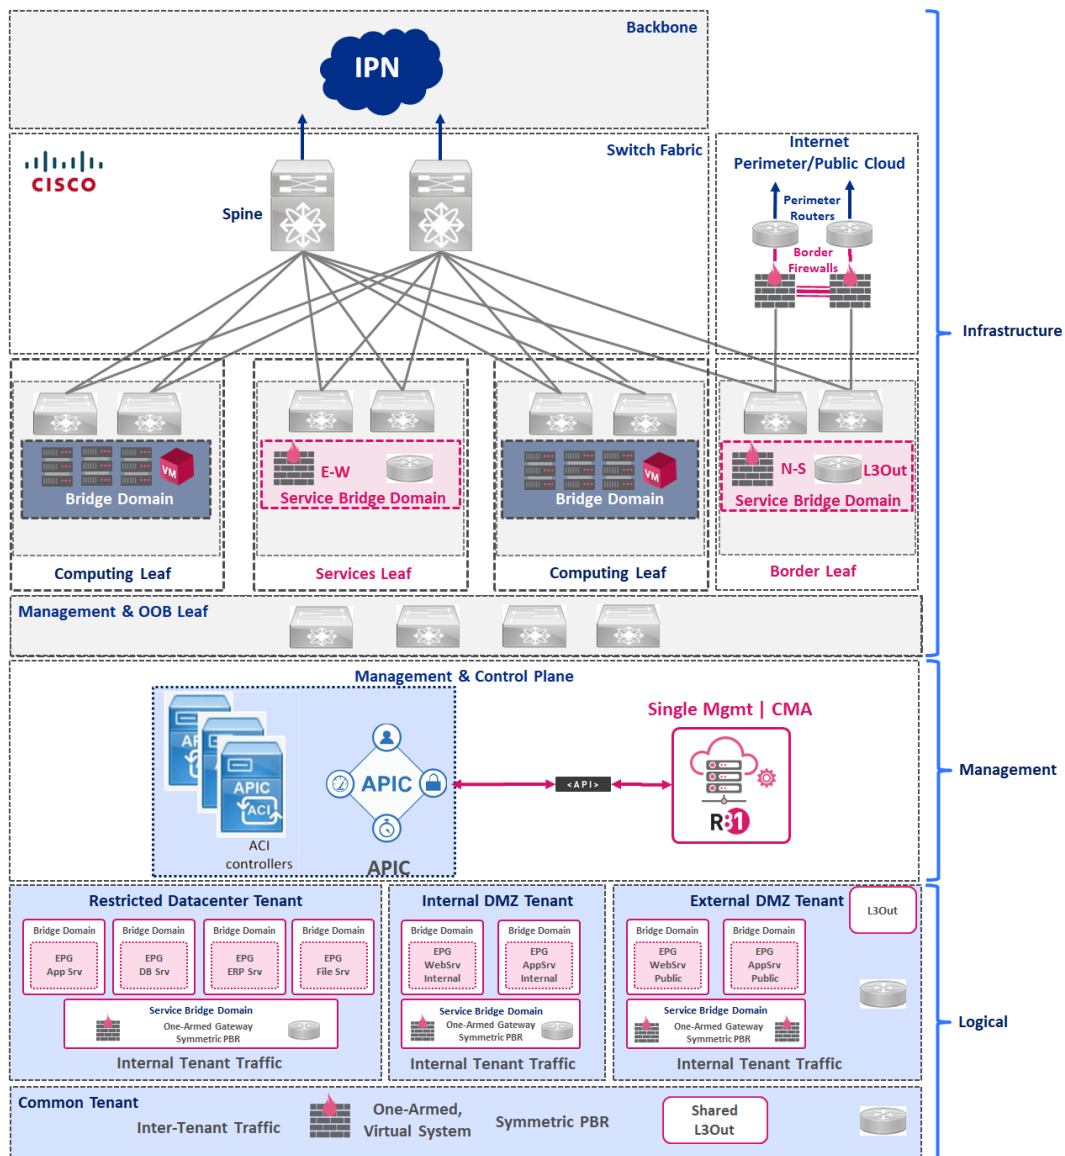 Backbone
IPN
Switch Fabric
CISCO
Spine
Internet
Perimeter/Public Cloud
Perimeter
Routers
Border
Firewalls
Infrastructure
VM
Bridge Domain
E-W
Service Bridge Domain
VM
Bridge Domain
N-S
L3Out
Service Bridge Domain
Computing Leaf
Services Leaf
Computing Leaf
Border Leaf
Management & OOB Leaf
Management & Control Plane
APIC
ACI
ACI
controllers
APIC
APIC
<API>
Single Mgmt | CMA
R81
Management
Restricted Datacenter Tenant
Bridge Domain
EPG
App Srv
Bridge Domain
EPG
DB Srv
Bridge Domain
EPG
ERP Srv
Bridge Domain
EPG
File Srv
Service Bridge Domain
One-Armed Gateway
Symmetric PBR
Internal Tenant Traffic
Internal DMZ Tenant
Bridge Domain
EPG
WebSrv
Internal
Bridge Domain
EPG
AppSrv
Internal
Service Bridge Domain
One-Armed Gateway
Symmetric PBR
Internal Tenant Traffic
External DMZ Tenant
L3Out
Bridge Domain
EPG
WebSrv
Public
Bridge Domain
EPG
AppSrv
Public
Service Bridge Domain
One-Armed Gateway
Symmetric PBR
Internal Tenant Traffic
Logical
Common Tenant
Inter-Tenant Traffic
One-Armed,
Virtual System
Symmetric PBR
Shared
L3Out